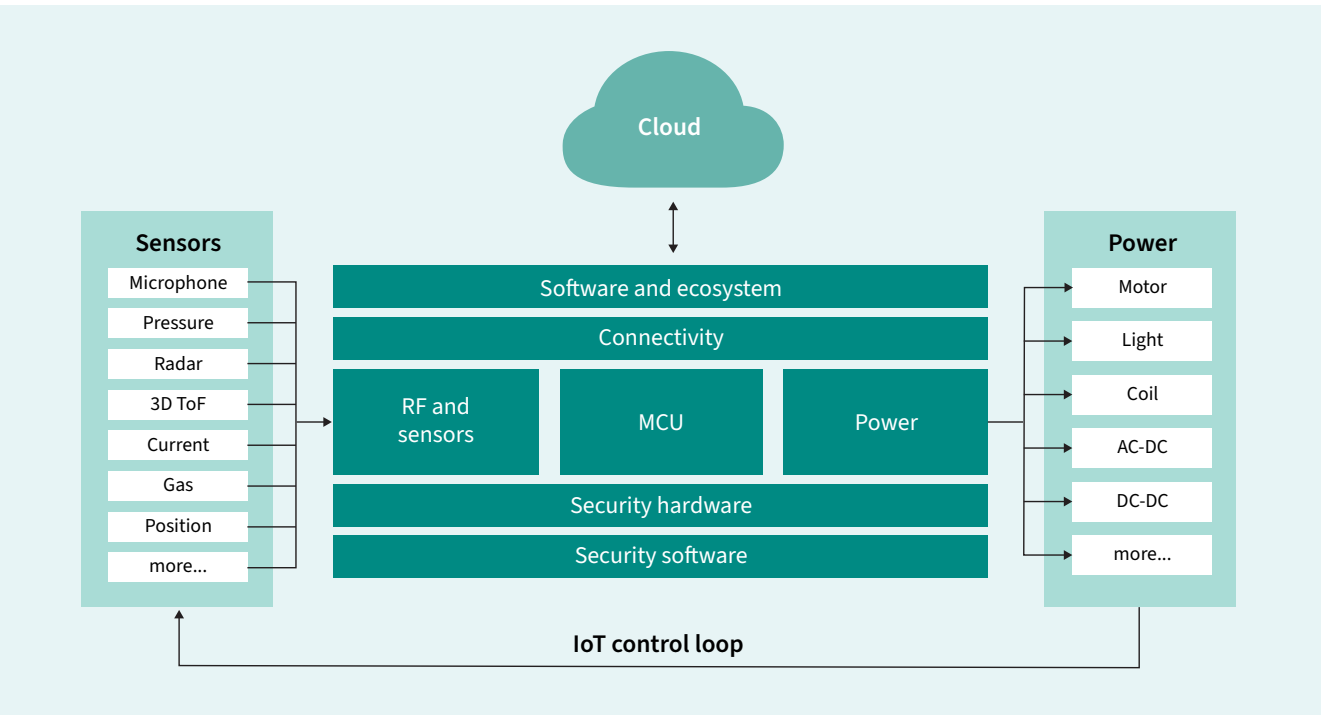 Cloud
Sensors
Microphone
Pressure
Radar
3D ToF
Current
Gas
Position
more...
Software and ecosystem
Connectivity
RF and
sensors
MCU
Power
Security hardware
Security software
Power
Motor
Light
Coil
AC-DC
DC-DC
more...
IoT control loop